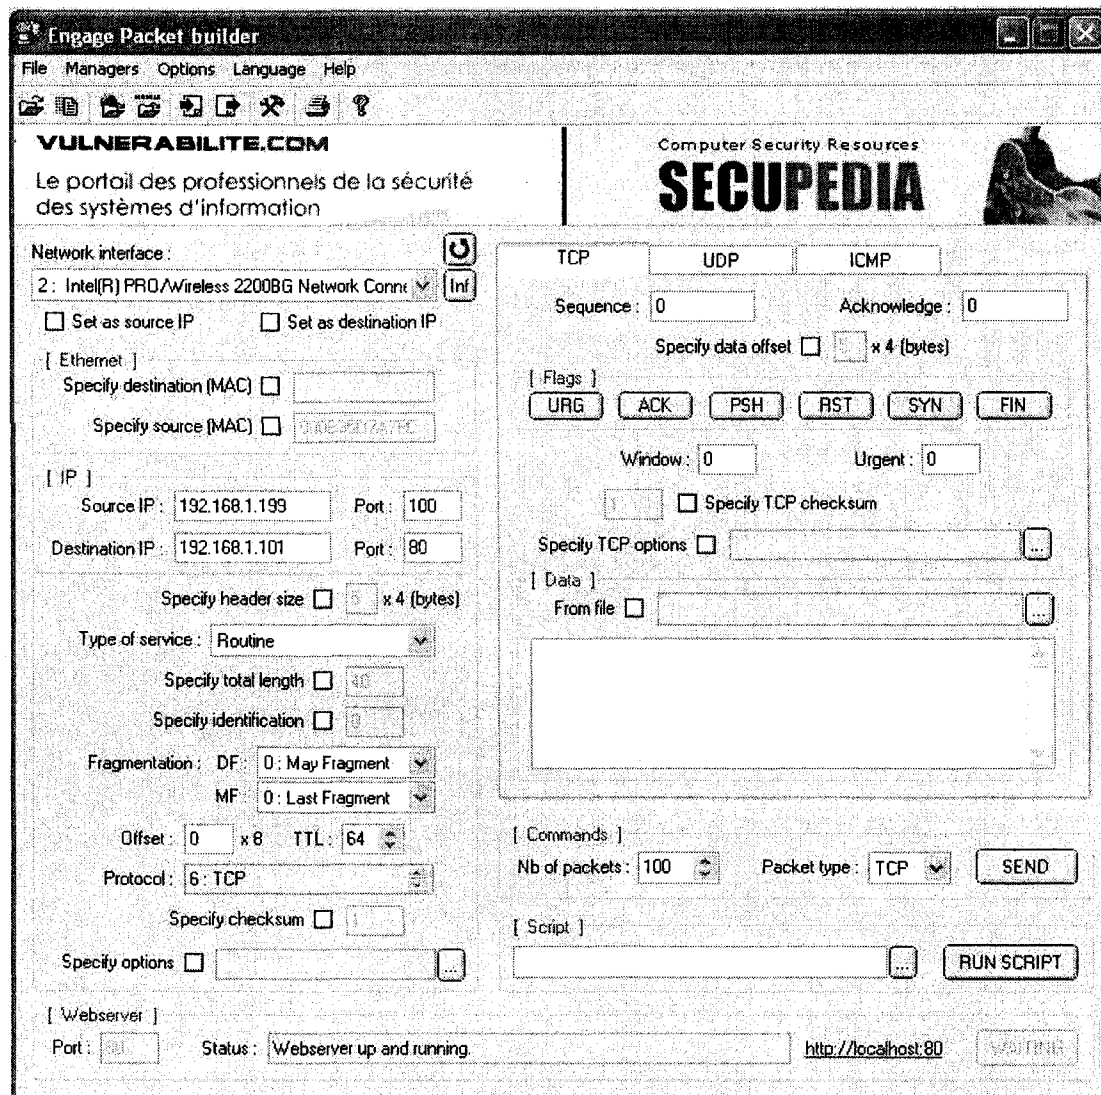 Engage Packet builder
File Managers Options Language Help
VULNERABILITE.COM
Le portail des professionnels de la sécurité
des systèmes d'information
Computer Security Resources
SECUPEDIA
Network interface :
2 : Intel(R) PRO/Wireless 2200BG Network Conne
Inf
Set as source IP
Set as destination IP
[ Ethernet ]
Specify destination (MAC)
Specify source (MAC)
[ IP ]
Source IP : 192.168.1.199 Port : 100
Destination IP : 192.168.1.101 Port : 80
Specify header size x 4 (bytes)
Type of service : Routine
Specify total length 40
Specify identification 0
Fragmentation : DF : 0 : May Fragment
MF : 0 : Last Fragment
Offset : 0 x 8 TTL : 64
Protocol : 6 : TCP
Specify checksum 1
Specify options ...
TCP UDP ICMP
Sequence : 0 Acknowledge : 0
Specify data offset x 4 (bytes)
[ Flags ]
URG ACK PSH RST SYN FIN
Window : 0 Urgent : 0
1 Specify TCP checksum
Specify TCP options ...
[ Data ]
From file ...
[ Commands ]
Nb of packets : 100 Packet type : TCP SEND
[ Script ]
... RUN SCRIPT
[ Webserver ]
Port : 80 Status : Webserver up and running. http://localhost:80 WAITING